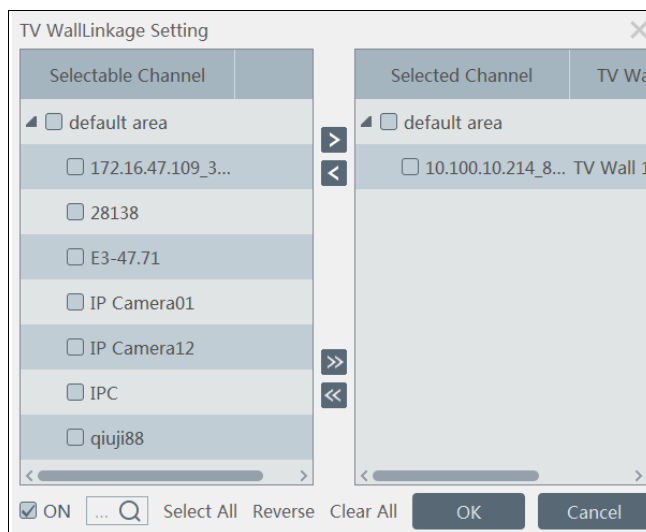 TV WallLinkage Setting
Selectable Channel
Selected Channel TV Wa
default area
172.16.47.109_3...
28138
E3-47.71
IP Camera01
IP Camera12
IPC
qiuji88
default area
10.100.10.214_8... TV Wall 1
ON ... Select All Reverse Clear All OK Cancel